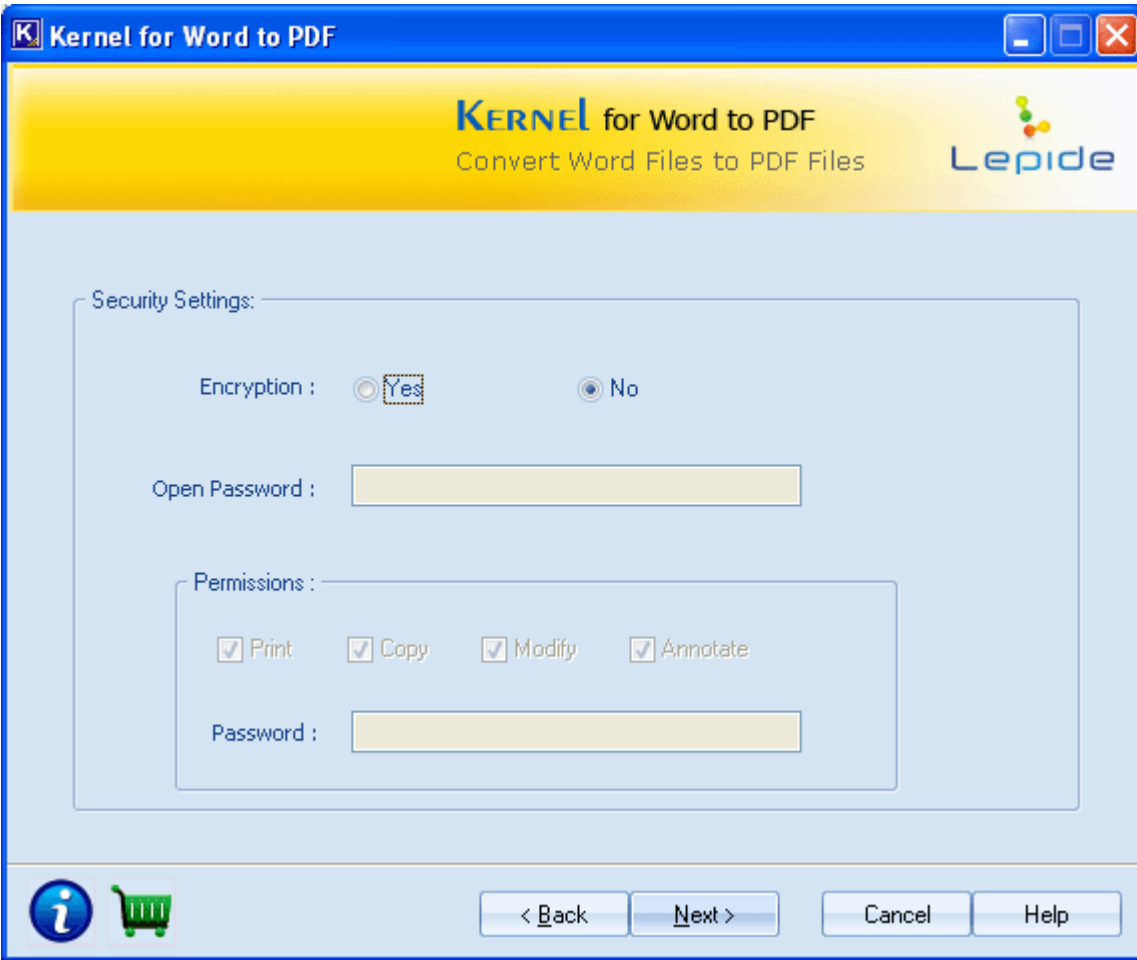 K Kernel for Word to PDF
KERNEl for Word to PDF
Convert Word Files to PDF Files
Lepide
Security Settings:
Encryption : Yes No
Open Password :
Permissions :
Print Copy Modify Annotate
Password :
i
< Back Next > Cancel Help